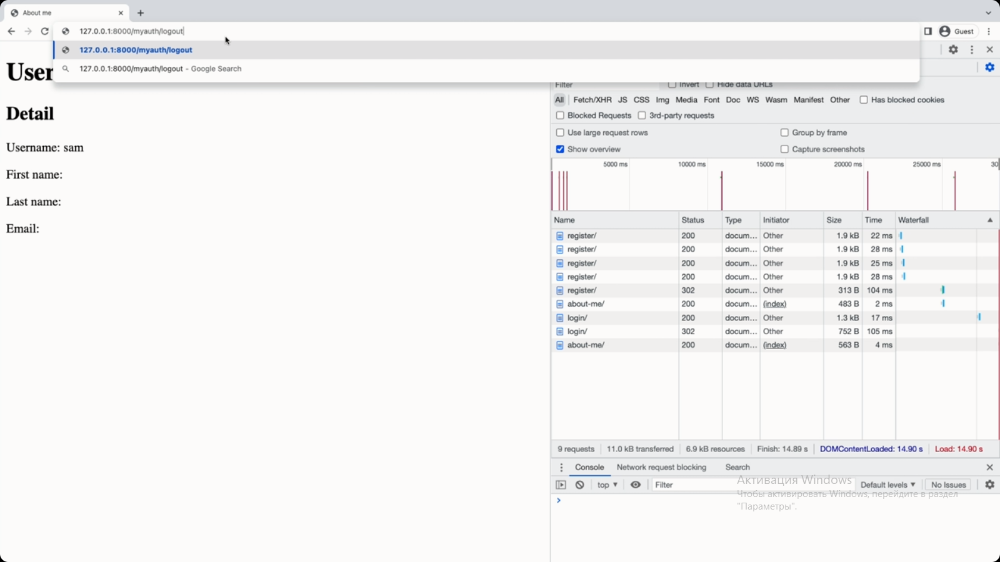 About me
127.0.0.1:8000/myauth/logout
Guest
127.0.0.1:8000/myauth/logout
127.0.0.1:8000/myauth/logout - Google Search
User
Detail
Username: sam
First name:
Last name:
Email:
Filter Invert Hide data URLs
All Fetch/XHR JS CSS Img Media Font Doc WS Wasm Manifest Other Has blocked cookies
Blocked Requests 3rd-party requests
Use large request rows Group by frame
Show overview Capture screenshots
5000 ms 10000 ms 15000 ms 20000 ms 25000 ms 30
Name Status Type Initiator Size Time Waterfall
register/ 200 docum... Other 1.9 kB 22 ms
register/ 200 docum... Other 1.9 kB 28 ms
register/ 200 docum... Other 1.9 kB 25 ms
register/ 200 docum... Other 1.9 kB 28 ms
register/ 302 docum... Other 313 B 104 ms
about-me/ 200 docum... (index) 483 B 2 ms
login/ 200 docum... Other 1.3 kB 17 ms
login/ 302 docum... Other 752 B 105 ms
about-me/ 200 docum... (index) 563 B 4 ms
9 requests 11.0 kB transferred 6.9 kB resources Finish: 14.89 s DOMContentLoaded: 14.90 s Load: 14.90 s
Console Network request blocking Search
top Filter Default levels No Issues
Активация Windows
Чтобы активировать Windows, перейдите в раздел
"Параметры".